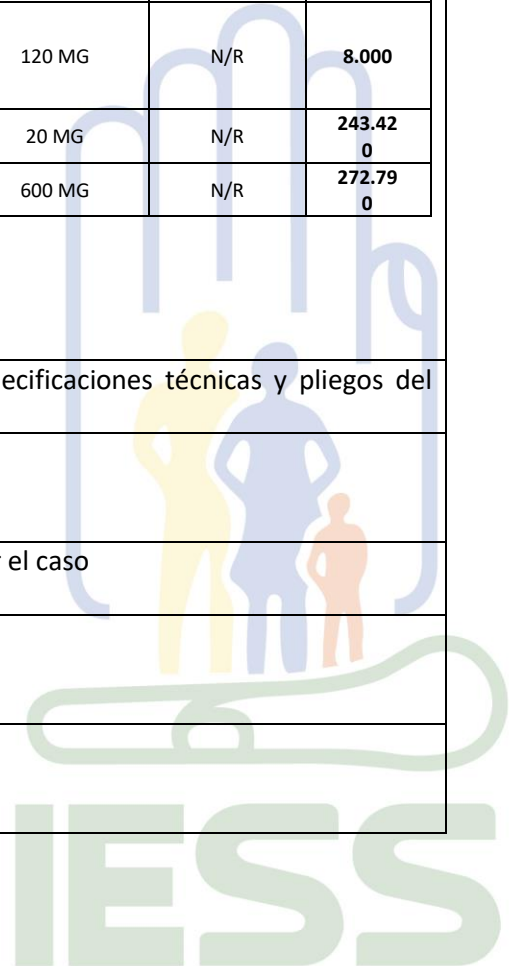 120 MG N/R 8.000
20 MG N/R 243.42
0
600 MG N/R 272.79
0
ecificaciones técnicas y pliegos del
el caso
IESS